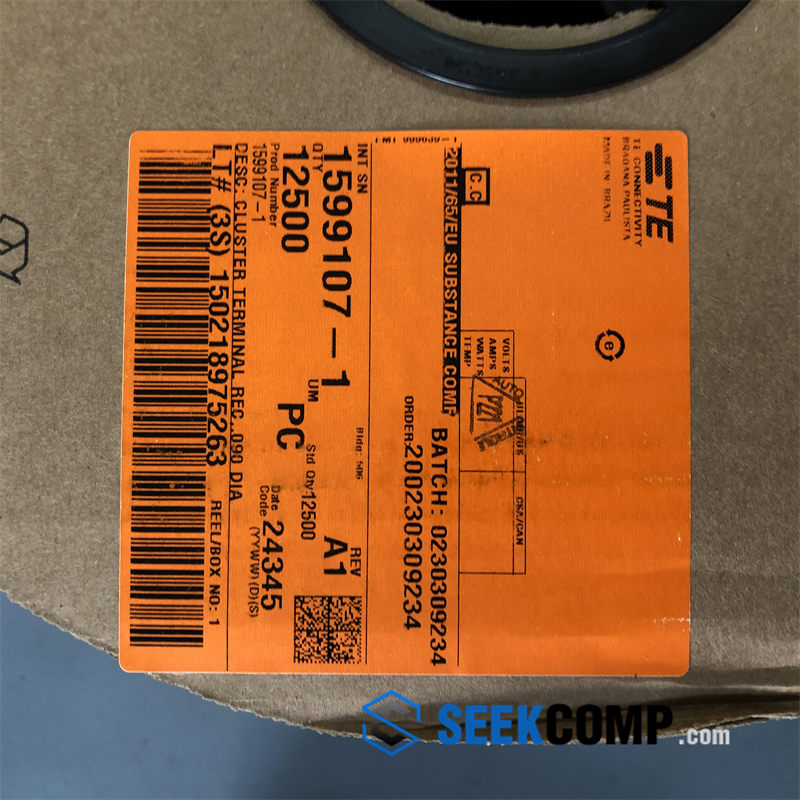 TE
TE CONNECTIVITY
BRAGANA PAULISTA
MADE IN BRAZIL
e
VOLTS
AMPS
WATTS
TEMP
CSA/CAN
C.C
2011/65/EU SUBSTANCE COMP
BATCH: 0230309234
ORDER: 200230309234
INT SN
1599107-1
REV
A1
QTY
12500
UM
PC
Bldg: 506
Std Qty 12500
Prod Number
1599107-1
Date
Code 24345
(YYWW)(D)(S)
DESC: CLUSTER TERMINAL REC .090 DIA
LT# (3S) 150218975263
REEL/BOX NO: 1
SEEKCOMP.com